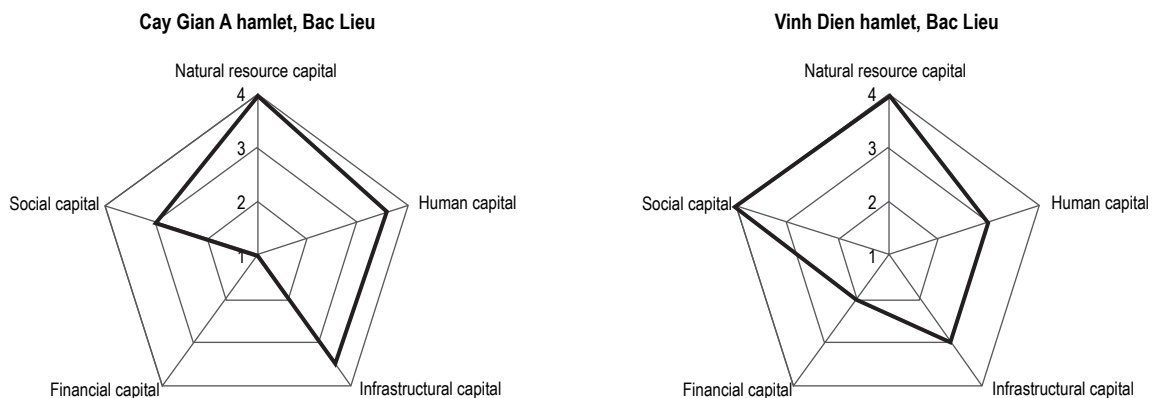 Cay Gian A hamlet, Bac Lieu
Natural resource capital
4
3
Social capital
Human capital
2
1
Financial capital
Infrastructural capital
Vinh Dien hamlet, Bac Lieu
Natural resource capital
4
3
Social capital
Human capital
2
1
Financial capital
Infrastructural capital